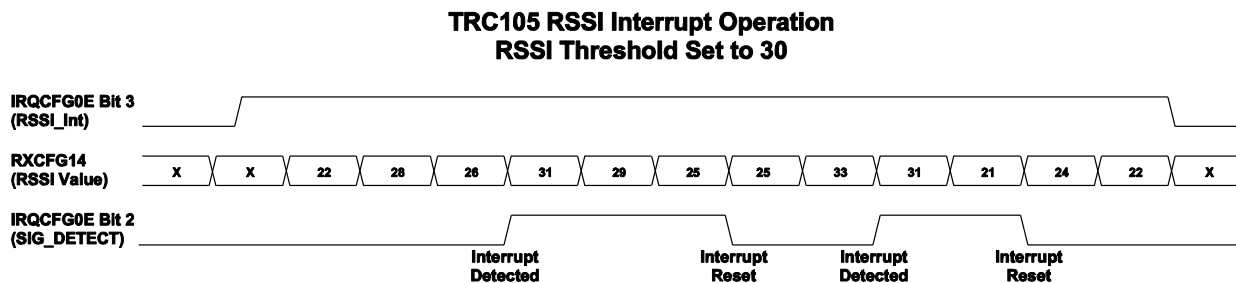 TRC105 RSSI Interrupt Operation
RSSI Threshold Set to 30
IRQCFG0E Bit 3
(RSSI_Int)
RXCFG14
(RSSI Value)
X X 22 28 26 31 29 25 25 33 31 21 24 22 X
IRQCFG0E Bit 2
(SIG_DETECT)
Interrupt Detected Interrupt Reset Interrupt Detected Interrupt Reset